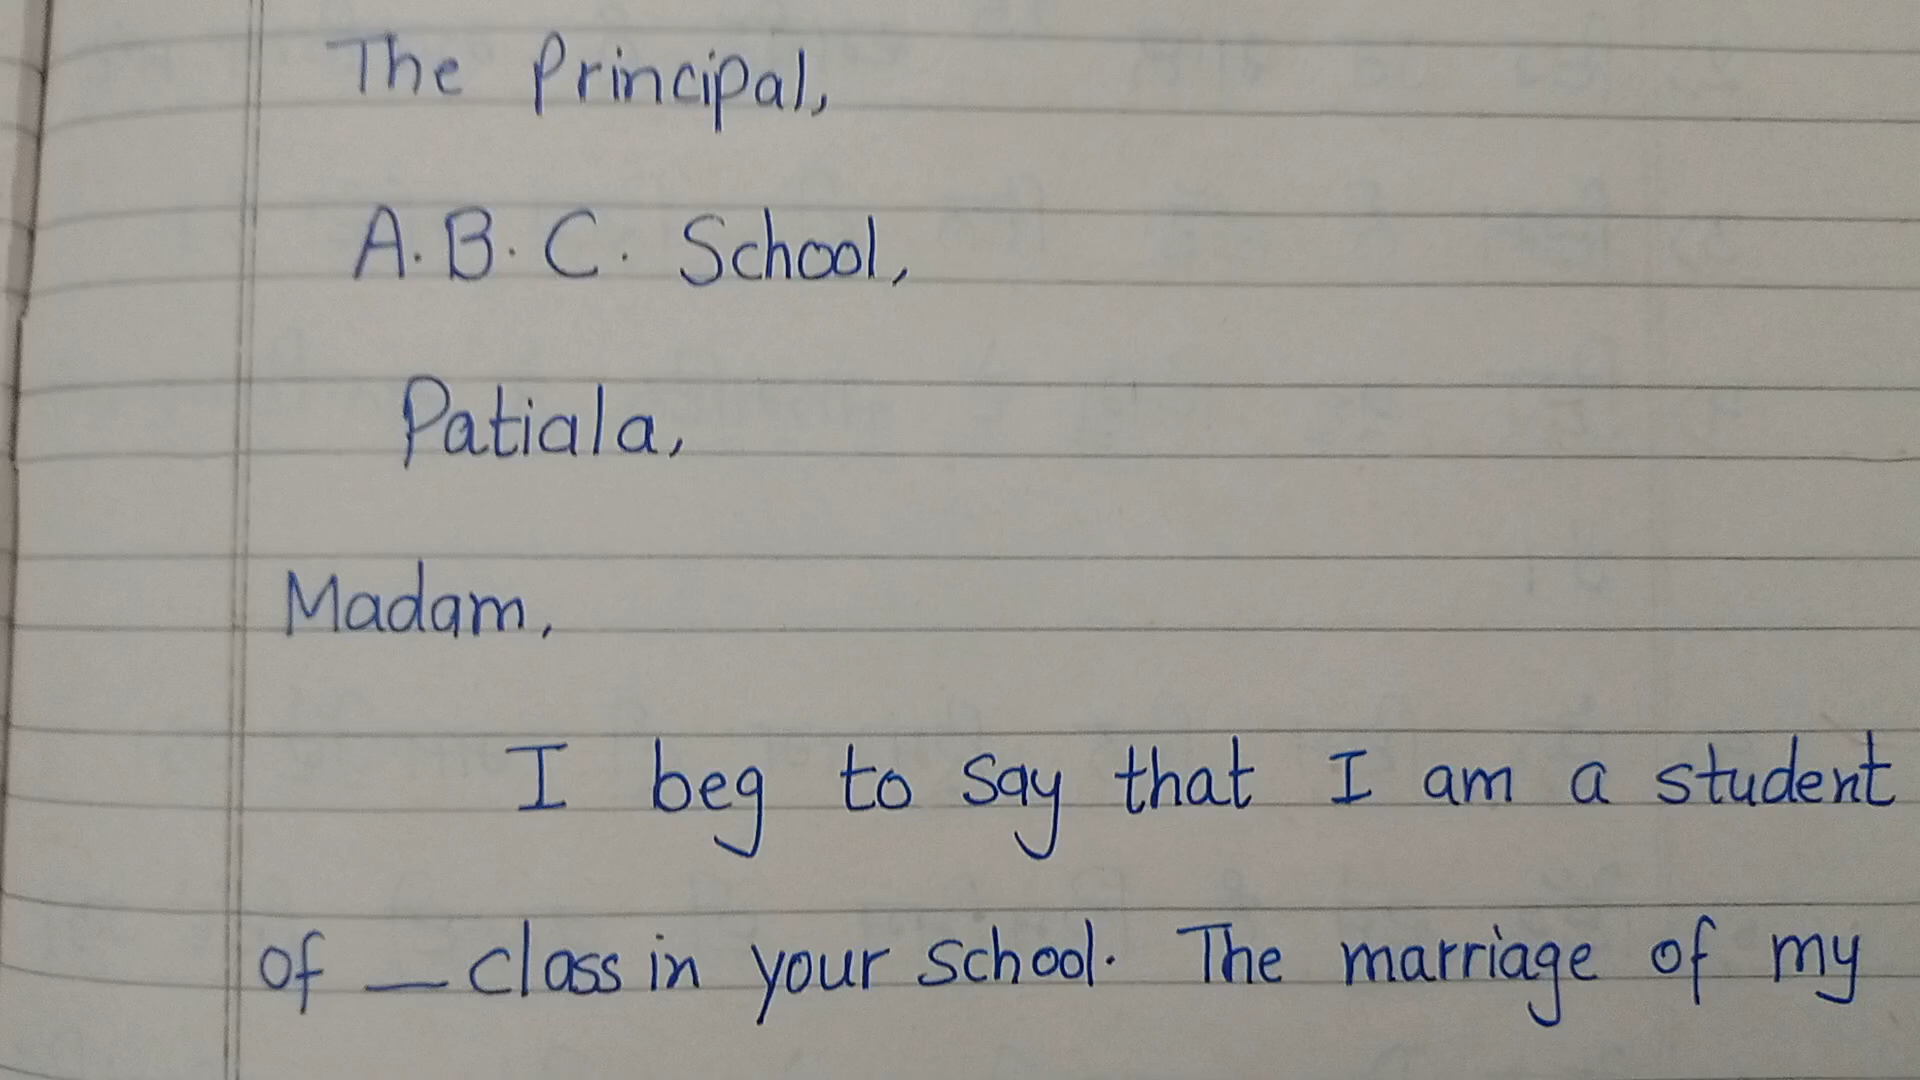 The Principal,
A.B.C. School,
Patiala,
Madam,
I beg to say that I am a student
of _ class in your school. The marriage of my